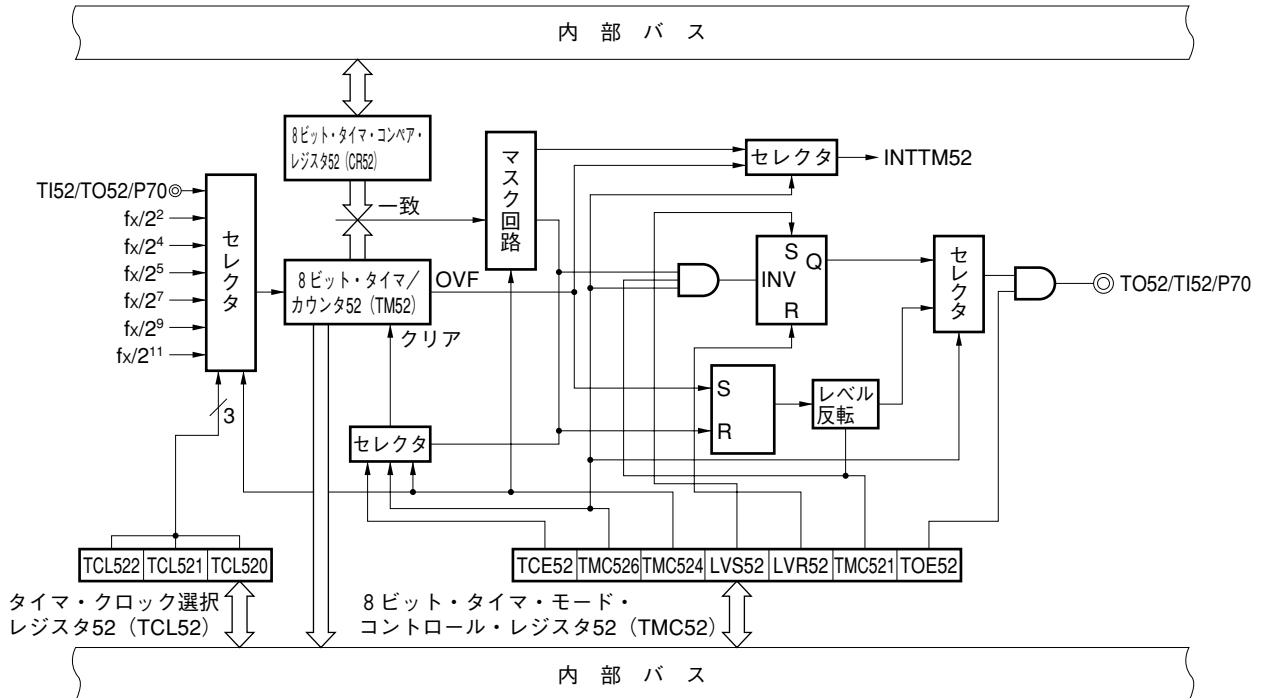 内 部 バ ス
8ビット・タイマ・コンペア・
レジスタ52（CR52）
マスク回路
セレクタ
INTTM52
TI52/TO52/P70
fx/2²
fx/2⁴
fx/2⁵
fx/2⁷
fx/2⁹
fx/2¹¹
セレクタ
一致
8ビット・タイマ／
カウンタ52（TM52）
OVF
クリア
S
Q
INV
R
セレクタ
TO52/TI52/P70
S
R
レベル
反転
3
セレクタ
TCL522 TCL521 TCL520
TCE52 TMC526 TMC524 LVS52 LVR52 TMC521 TOE52
タイマ・クロック選択
レジスタ52（TCL52）
8ビット・タイマ・モード・
コントロール・レジスタ52（TMC52）
内 部 バ ス